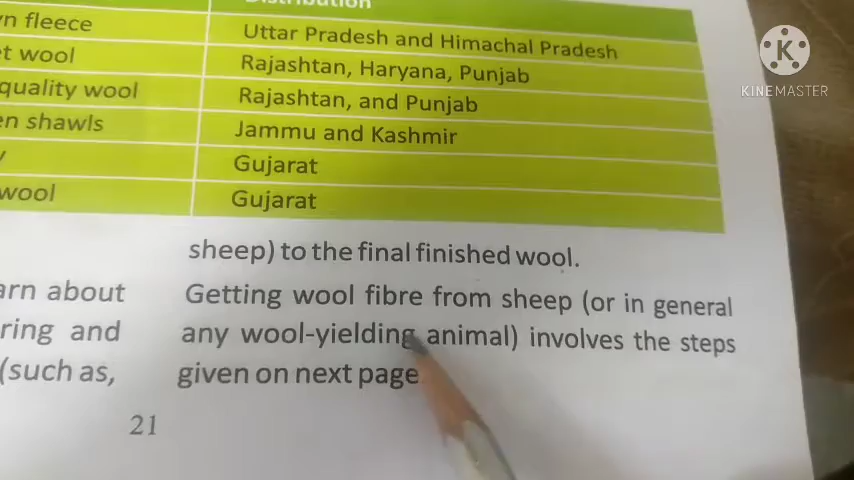 Distribution
n fleece
Uttar Pradesh and Himachal Pradesh
t wool
Rajashtan, Haryana, Punjab
quality wool
Rajashtan, and Punjab
en shawls
Jammu and Kashmir
Gujarat
wool
Gujarat
sheep) to the final finished wool.
arn about
ring and
(such as,
Getting wool fibre from sheep (or in general
any wool-yielding animal) involves the steps
given on next page
21
K
KINEMASTER